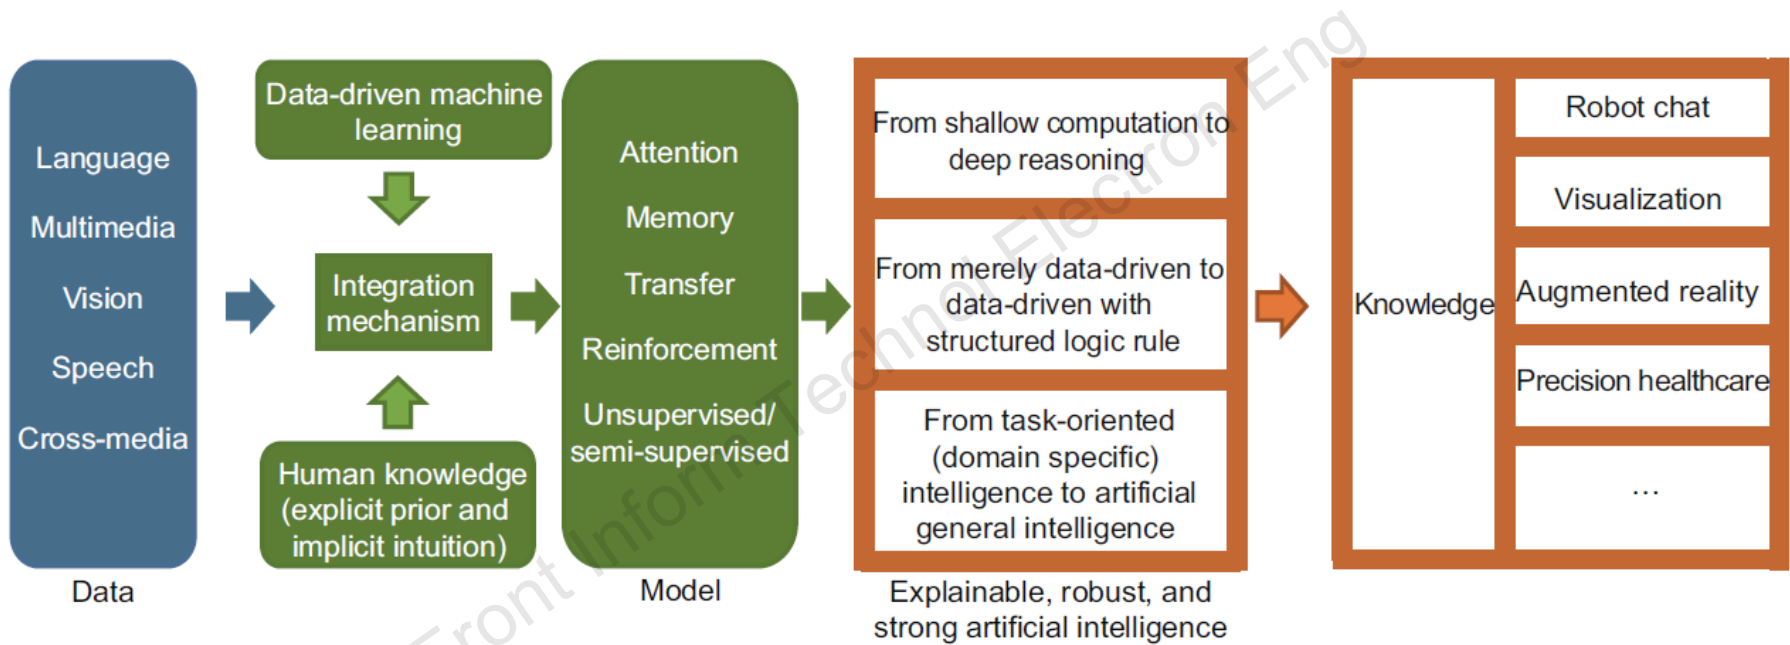 Language
Multimedia
Vision
Speech
Cross-media
Data
Data-driven machine
learning
Integration
mechanism
Human knowledge
(explicit prior and
implicit intuition)
Attention
Memory
Transfer
Reinforcement
Unsupervised/
semi-supervised
Model
From shallow computation to
deep reasoning
From merely data-driven to
data-driven with
structured logic rule
From task-oriented
(domain specific)
intelligence to artificial
general intelligence
Explainable, robust, and
strong artificial intelligence
Knowledge
Robot chat
Visualization
Augmented reality
Precision healthcare
...
Front Inform Technol Electron Eng